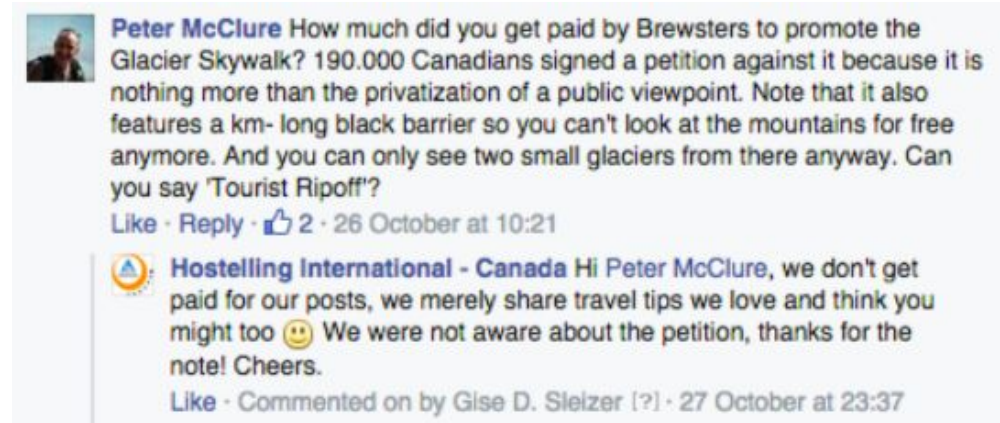 Peter McClure How much did you get paid by Brewsters to promote the
Glacier Skywalk? 190.000 Canadians signed a petition against it because it is
nothing more than the privatization of a public viewpoint. Note that it also
features a km- long black barrier so you can't look at the mountains for free
anymore. And you can only see two small glaciers from there anyway. Can
you say 'Tourist Ripoff'?
Like · Reply · 2 · 26 October at 10:21
Hostelling International - Canada Hi Peter McClure, we don't get
paid for our posts, we merely share travel tips we love and think you
might too 🙂 We were not aware about the petition, thanks for the
note! Cheers.
Like · Commented on by Gise D. Sleizer [?] · 27 October at 23:37